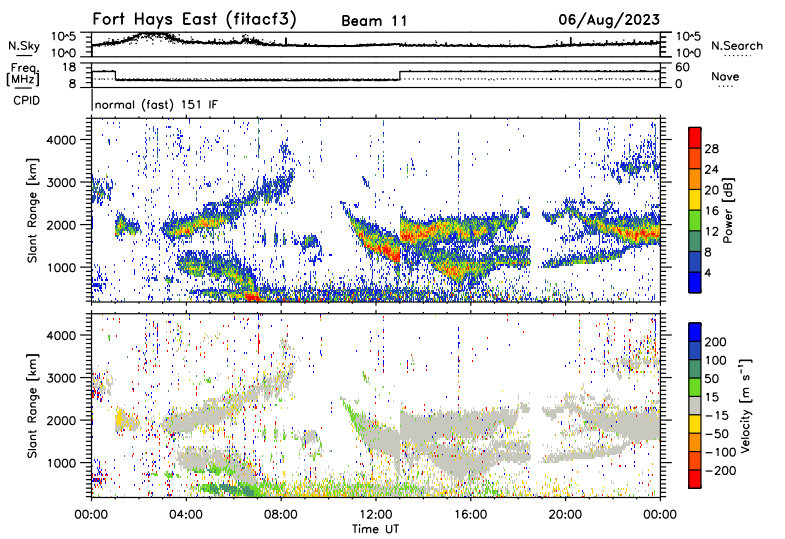 Fort Hays East (fitacf3) Beam 11 06/Aug/2023
N.Sky 10^5 10^0 10^5 10^0 N.Search
Freq. [MHz] 18 8 60 0 Nave
CPID normal (fast) 151 IF
Slant Range [km] 4000 3000 2000 1000
Power [dB] 28 24 20 16 12 8 4
Slant Range [km] 4000 3000 2000 1000
Velocity [m s⁻¹] 200 100 50 15 −15 −50 −100 −200
00:00 04:00 08:00 12:00 16:00 20:00 00:00
Time UT